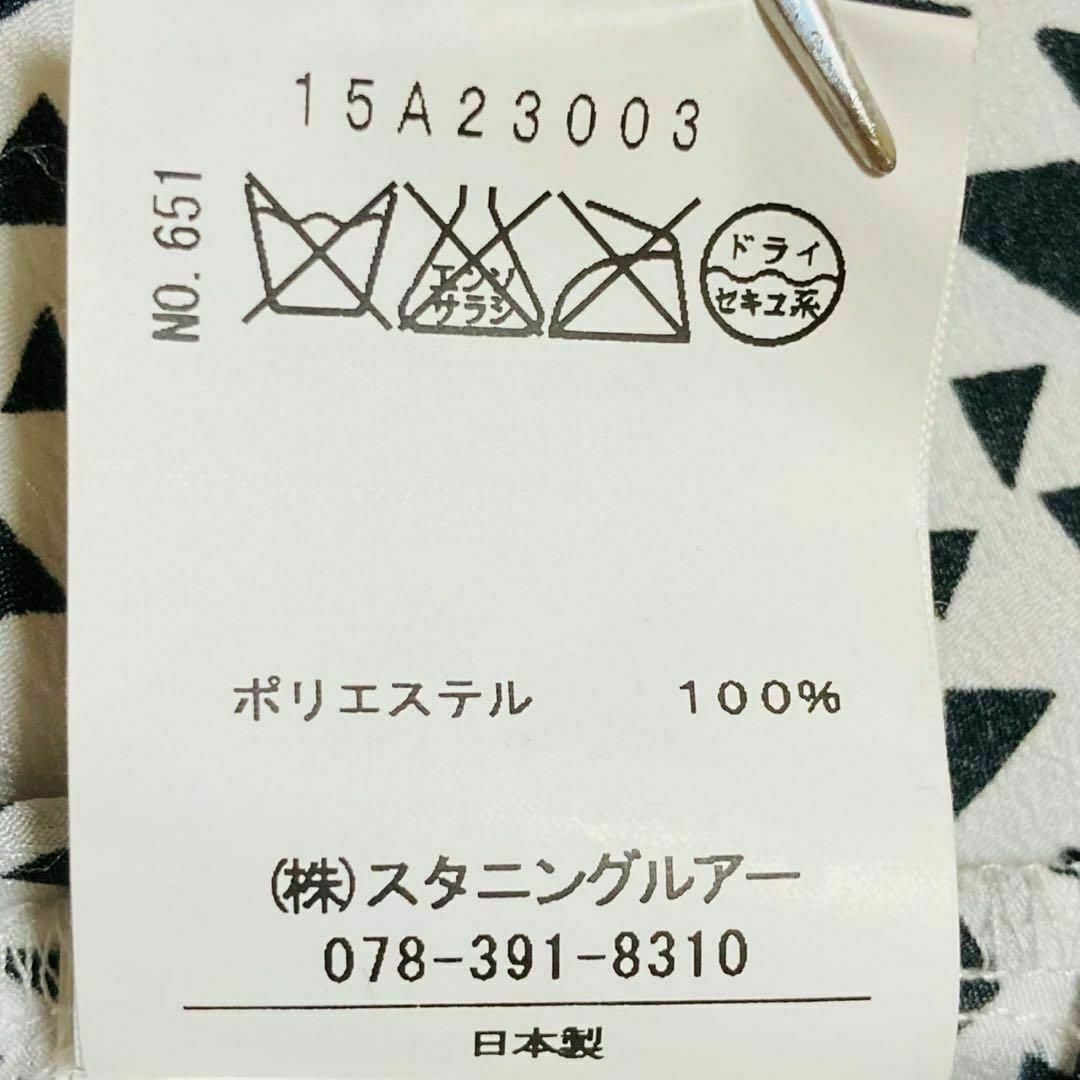 15A23003
NO. 651
エンソ
サラシ
ドライ
セキユ系
ポリエステル 100%
(株)スタニングルアー
078-391-8310
日本製